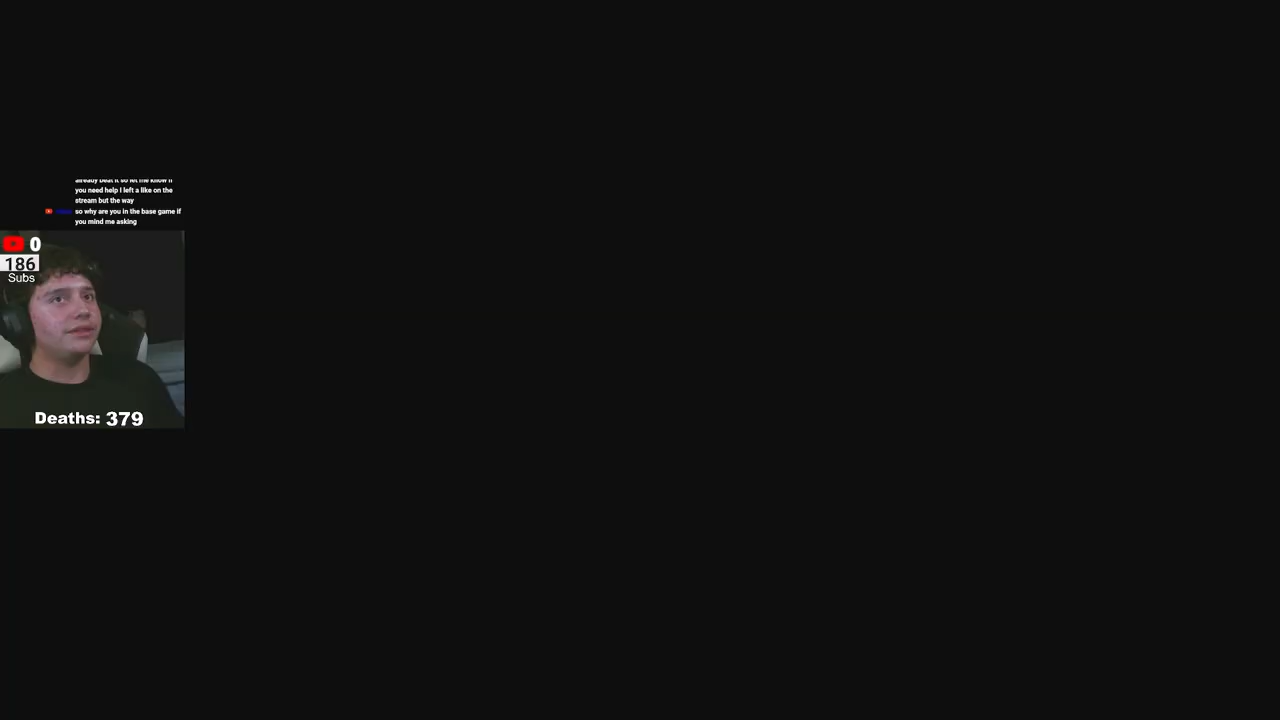 already beat it so let me know if
you need help I left a like on the
stream but the way
so why are you in the base game if
you mind me asking
0
186
Subs
Deaths: 379